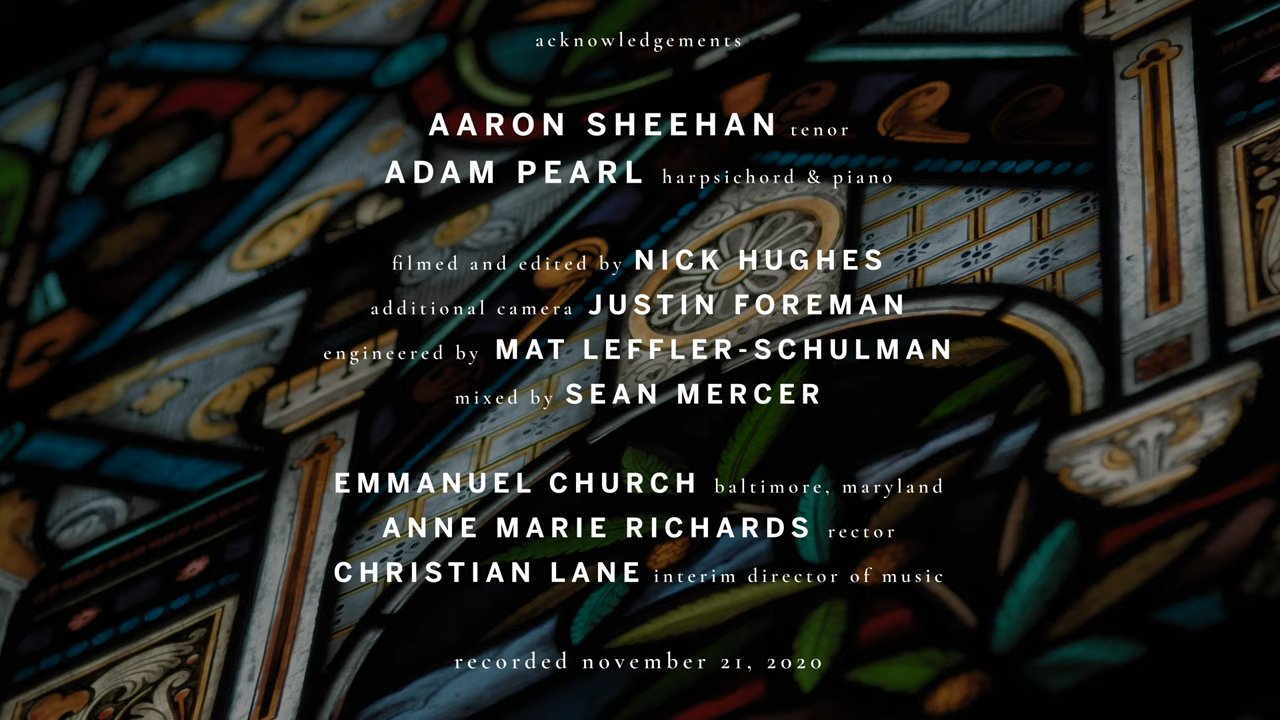 acknowledgements
AARON SHEEHAN tenor
ADAM PEARL harpsichord & piano
filmed and edited by NICK HUGHES
additional camera JUSTIN FOREMAN
engineered by MAT LEFFLER-SCHULMAN
mixed by SEAN MERCER
EMMANUEL CHURCH baltimore, maryland
ANNE MARIE RICHARDS rector
CHRISTIAN LANE interim director of music
recorded november 21, 2020